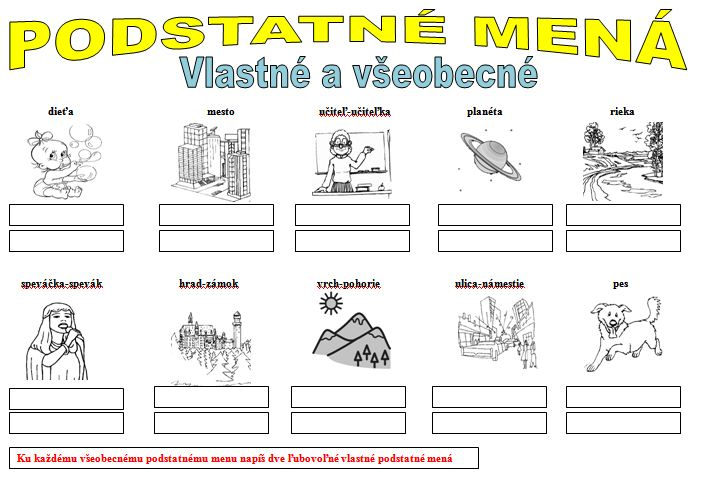 PODSTATNÉ MENÁ
Vlastné a všeobecné
dieťa mesto učiteľ-učiteľka planéta rieka
speváčka-spevák hrad-zámok vrch-pohorie ulica-námestie pes
Ku každému všeobecnému podstatnému menu napíš dve ľubovoľné vlastné podstatné mená